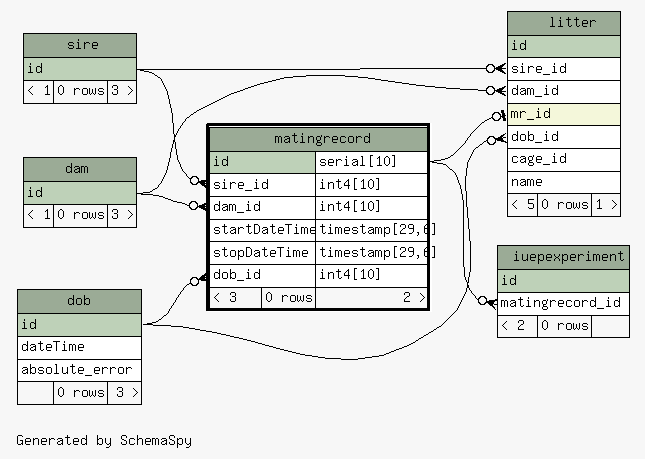 sire
id
< 1 0 rows 3 >
dam
id
< 1 0 rows 3 >
dob
id
dateTime
absolute_error
0 rows 3 >
matingrecord
id serial[10]
sire_id int4[10]
dam_id int4[10]
startDateTime timestamp[29,6]
stopDateTime timestamp[29,6]
dob_id int4[10]
< 3 0 rows 2 >
litter
id
sire_id
dam_id
mr_id
dob_id
cage_id
name
< 5 0 rows 1 >
iuepexperiment
id
matingrecord_id
< 2 0 rows
Generated by SchemaSpy